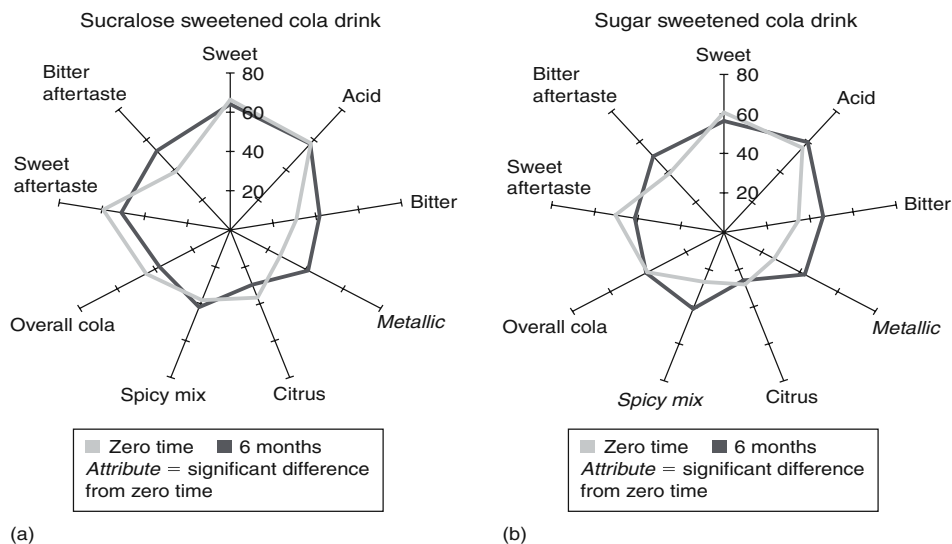 Sucralose sweetened cola drink
Sweet
80
60
40
20
Acid
Bitter
Metallic
Citrus
Spicy mix
Overall cola
Sweet
aftertaste
Bitter
aftertaste
Zero time 6 months
Attribute = significant difference
from zero time
(a)
Sugar sweetened cola drink
Sweet
80
60
40
20
Acid
Bitter
Metallic
Citrus
Spicy mix
Overall cola
Sweet
aftertaste
Bitter
aftertaste
Zero time 6 months
Attribute = significant difference
from zero time
(b)